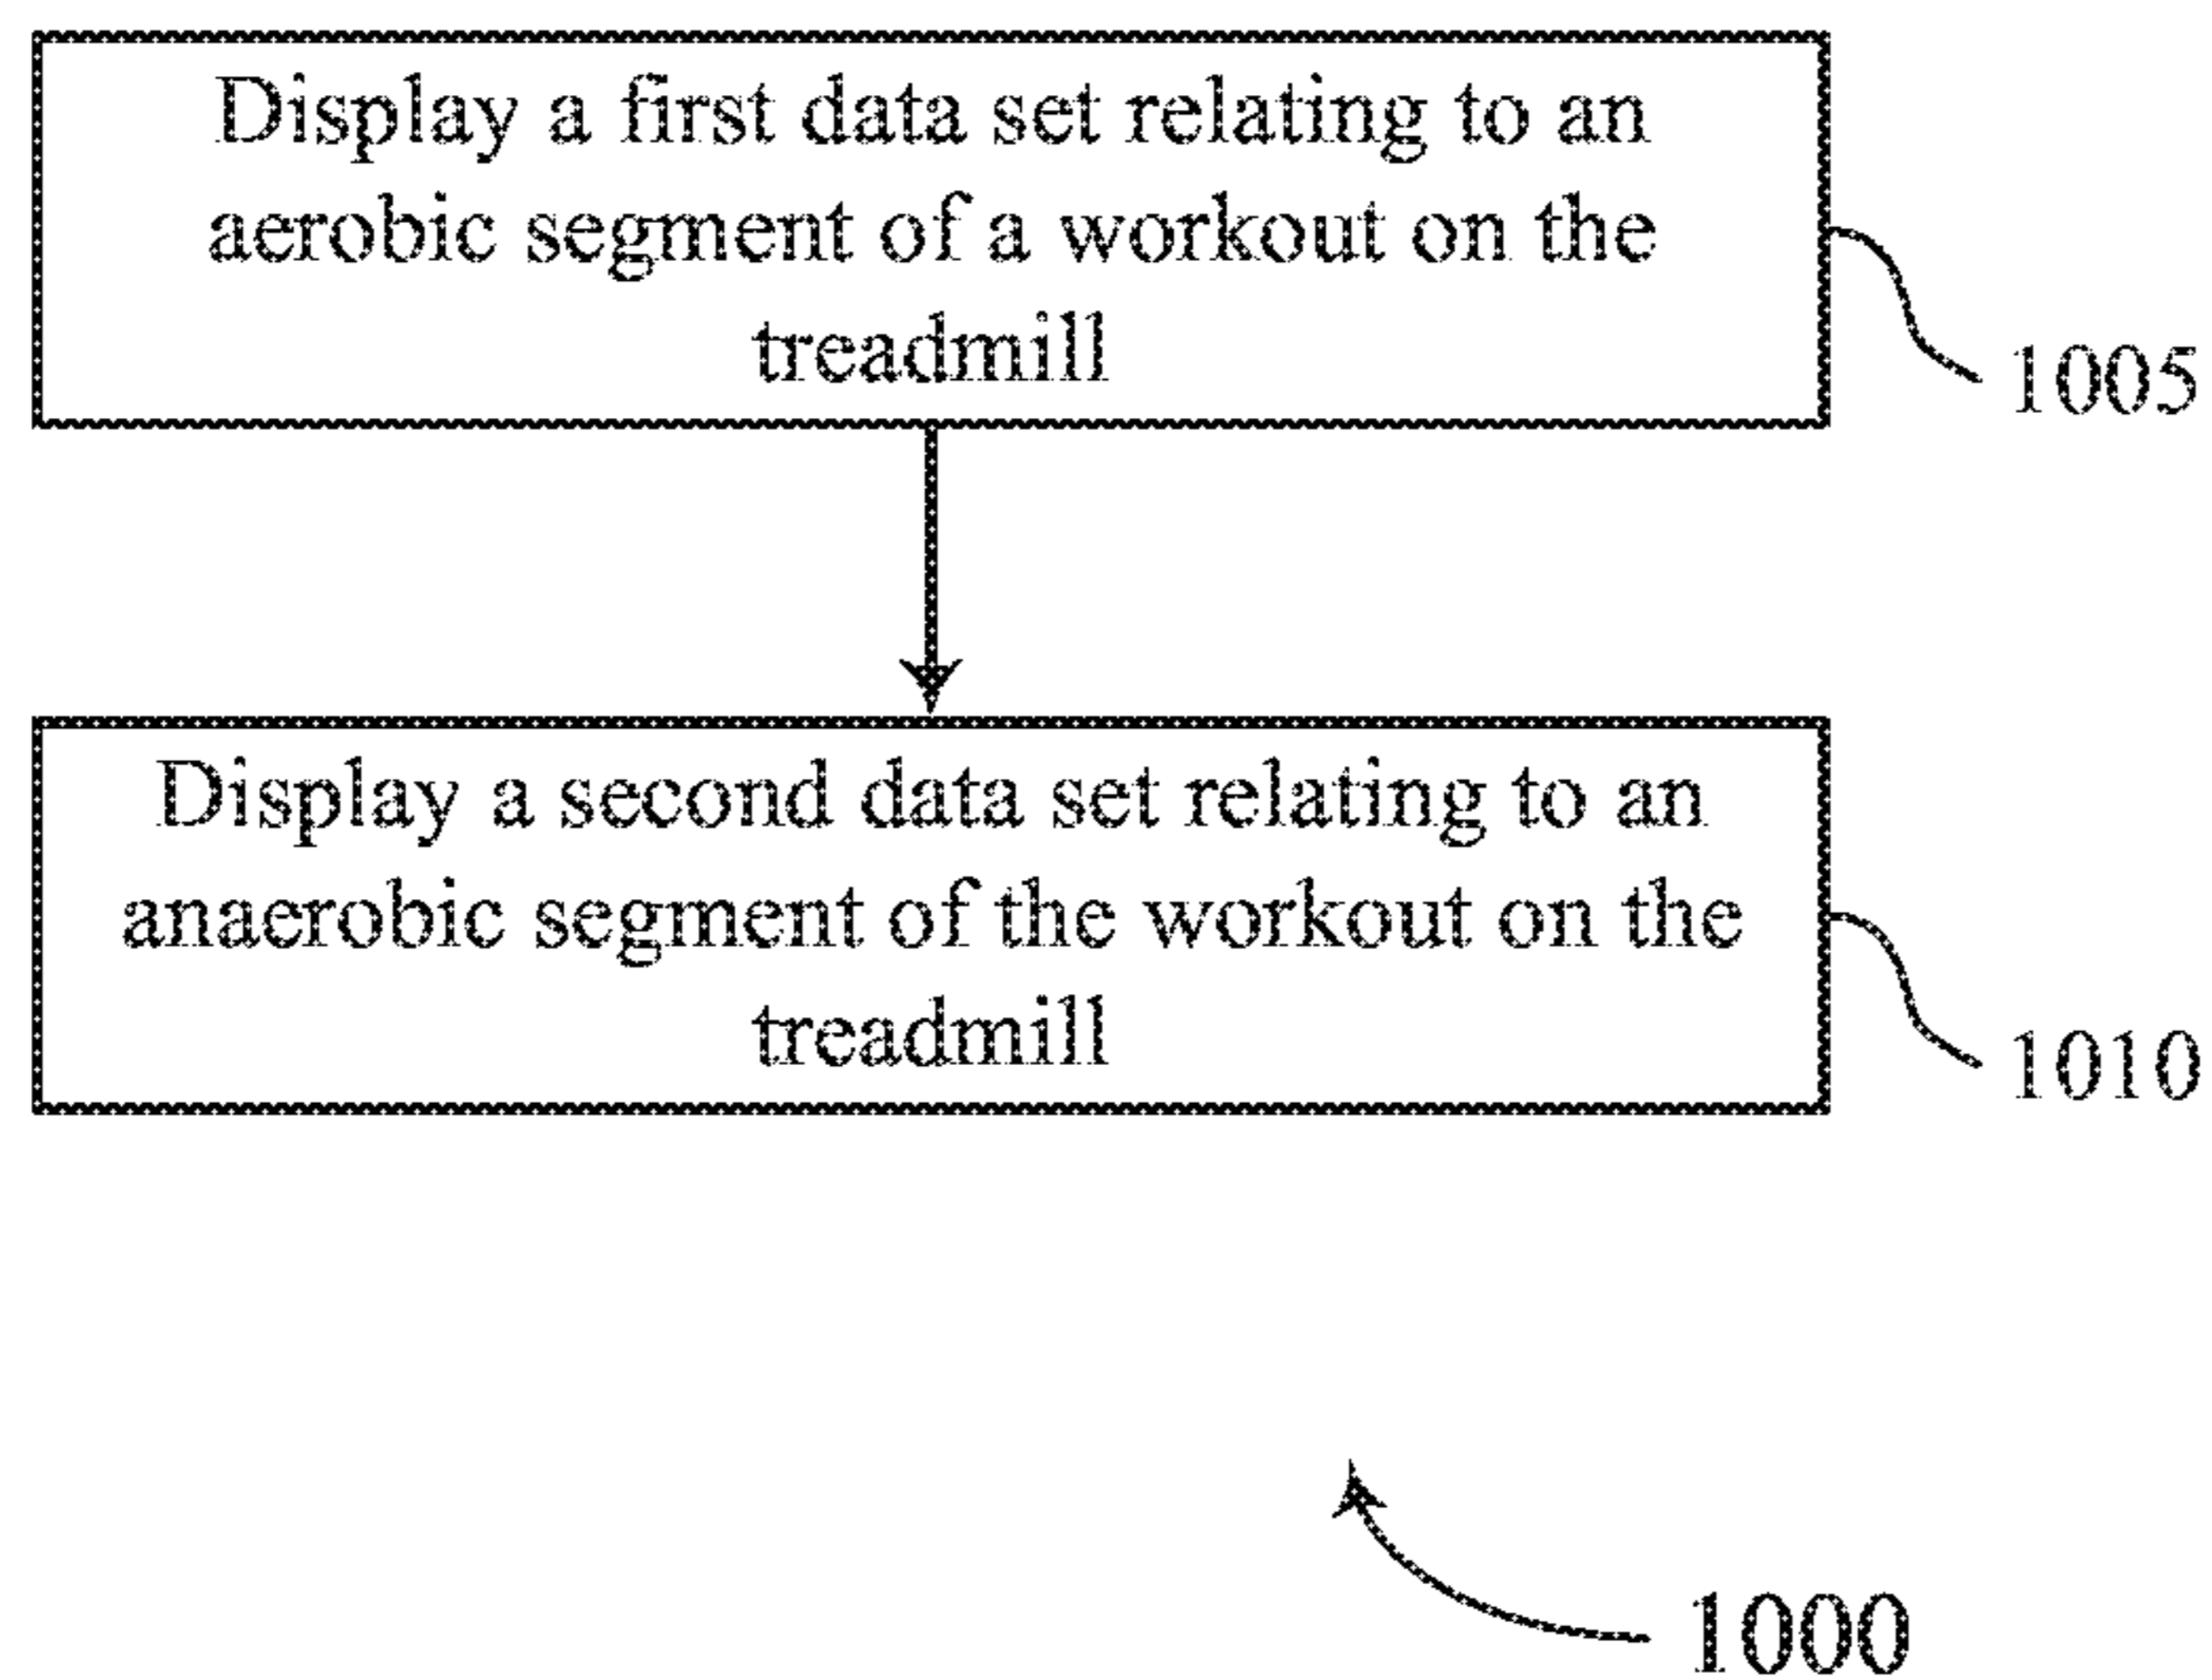 Display a first data set relating to an
aerobic segment of a workout on the
treadmill
1005
Display a second data set relating to an
anaerobic segment of the workout on the
treadmill
1010
1000